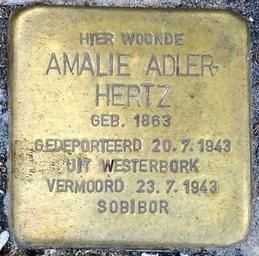 HIER WOONDE
AMALIE ADLER-
HERTZ
GEB. 1863
GEDEPORTEERD 20.7.1943
UIT WESTERBORK
VERMOORD 23.7.1943
SOBIBOR